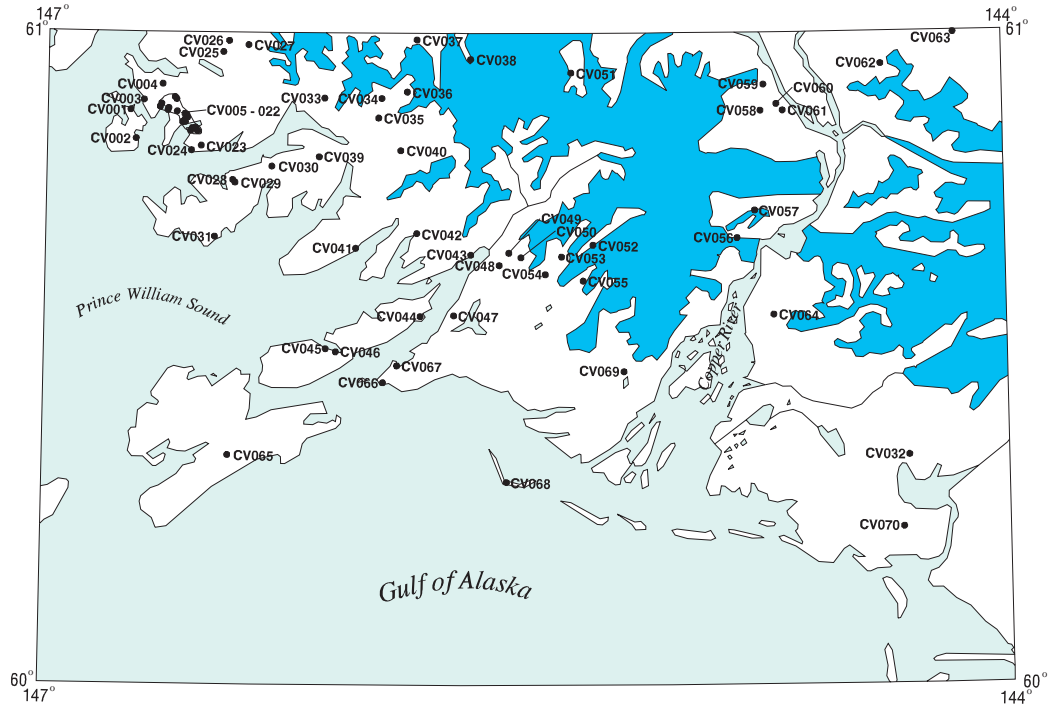 147°
144°
61°
61°
CV026
CV027
CV025
CV037
CV063
CV038
CV062
CV051
CV004
CV059
CV060
CV003
CV033
CV034
CV036
CV001
CV005 - 022
CV058
CV061
CV035
CV002
CV023
CV024
CV039
CV040
CV030
CV028
CV029
CV057
CV049
CV031
CV042
CV050
CV056
CV041
CV052
CV043
CV053
CV048
CV054
CV055
Prince William Sound
CV044
CV047
CV064
Copper River
CV045
CV046
CV067
CV069
CV066
CV065
CV032
CV068
CV070
Gulf of Alaska
60°
60°
147°
144°